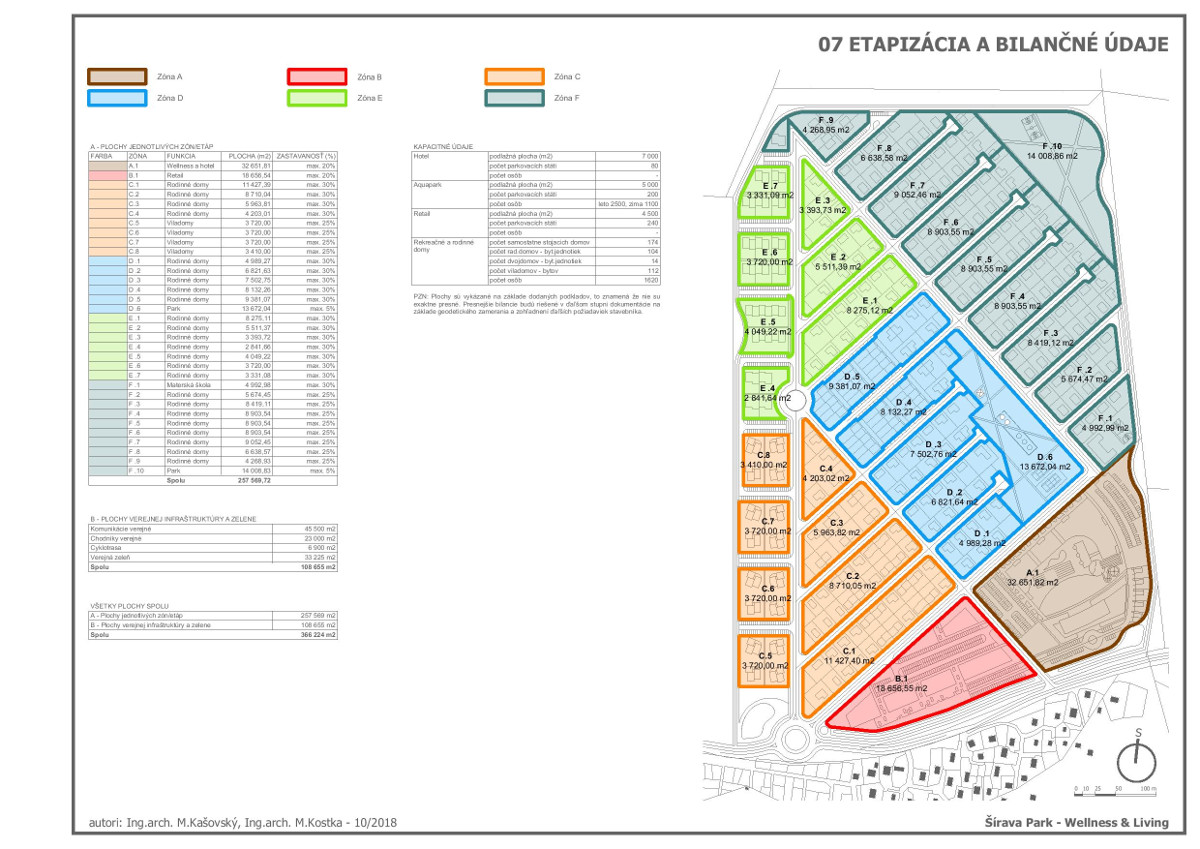 07 ETAPIZÁCIA A BILANČNÉ ÚDAJE
Zóna A
Zóna B
Zóna C
Zóna D
Zóna E
Zóna F
A - PLOCHY JEDNOTLIVÝCH ZÓN/ETÁP
FARBA ZÓNA FUNKCIA PLOCHA (m2) ZASTAVANOSŤ (%)
A.1 Wellness a hotel 32 651,81 max. 20%
B.1 Retail 18 656,54 max. 20%
C.1 Rodinné domy 11 427,39 max. 30%
C.2 Rodinné domy 8 710,04 max. 30%
C.3 Rodinné domy 5 963,81 max. 30%
C.4 Rodinné domy 4 203,01 max. 30%
C.5 Viladomy 3 720,00 max. 25%
C.6 Viladomy 3 720,00 max. 25%
C.7 Viladomy 3 720,00 max. 25%
C.8 Viladomy 3 410,00 max. 25%
D .1 Rodinné domy 4 989,27 max. 30%
D .2 Rodinné domy 6 821,63 max. 30%
D .3 Rodinné domy 7 502,75 max. 30%
D .4 Rodinné domy 8 132,26 max. 30%
D .5 Rodinné domy 9 381,07 max. 30%
D .6 Park 13 672,04 max. 5%
E .1 Rodinné domy 8 275,11 max. 30%
E .2 Rodinné domy 5 511,37 max. 30%
E .3 Rodinné domy 3 393,72 max. 30%
E .4 Rodinné domy 2 841,66 max. 30%
E .5 Rodinné domy 4 049,22 max. 30%
E .6 Rodinné domy 3 720,00 max. 30%
E .7 Rodinné domy 3 331,08 max. 30%
F .1 Materská škola 4 992,98 max. 30%
F .2 Rodinné domy 5 674,45 max. 25%
F .3 Rodinné domy 8 419,11 max. 25%
F .4 Rodinné domy 8 903,54 max. 25%
F .5 Rodinné domy 8 903,54 max. 25%
F .6 Rodinné domy 8 903,54 max. 25%
F .7 Rodinné domy 9 052,45 max. 25%
F .8 Rodinné domy 6 638,57 max. 25%
F .9 Rodinné domy 4 268,93 max. 25%
F .10 Park 14 008,83 max. 5%
Spolu 257 569,72
B - PLOCHY VEREJNEJ INFRAŠTRUKTÚRY A ZELENE
Komunikácie verejné 45 500 m2
Chodníky verejné 23 000 m2
Cyklotrasa 6 900 m2
Verejná zeleň 33 225 m2
Spolu 108 655 m2
VŠETKY PLOCHY SPOLU
A - Plochy jednotlivých zón/etáp 257 569 m2
B - Plochy verejnej infraštruktúry a zelene 108 655 m2
Spolu 366 224 m2
KAPACITNÉ ÚDAJE
Hotel podlažná plocha (m2) 7 000
počet parkovacích státí 80
počet osôb -
Aquapark podlažná plocha (m2) 5 000
počet parkovacích státí 200
počet osôb leto 2500, zima 1100
Retail podlažná plocha (m2) 4 500
počet parkovacích státí 240
počet osôb -
Rekreačné a rodinné domy počet samostatne stojacich domov 174
počet rad.domov - byt.jednotiek 104
počet dvojdomov - byt.jednotiek 14
počet viladomov - bytov 112
počet osôb 1620
PZN: Plochy sú vykázané na základe dodaných podkladov, to znamená že nie sú
exaktne presné. Presnejšie bilancie budú riešené v ďalšom stupni dokumentácie na
základe geodetického zamerania a zohľadnení ďalších požiadaviek stavebníka.
F .9
4 268,95 m2
F .8
6 638,58 m2
F .10
14 008,86 m2
F .7
9 052,46 m2
F .6
8 903,55 m2
F .5
8 903,55 m2
F .4
8 903,55 m2
F .3
8 419,12 m2
F .2
5 674,47 m2
F .1
4 992,99 m2
E .7
3 331,09 m2
E .3
3 393,73 m2
E .6
3 720,00 m2
E .2
5 511,39 m2
E .1
8 275,12 m2
E .5
4 049,22 m2
E .4
2 841,64 m2
D .5
9 381,07 m2
D .4
8 132,27 m2
D .3
7 502,76 m2
D .6
13 672,04 m2
D .2
6 821,64 m2
D .1
4 989,28 m2
C.8
3 410,00 m2
C.4
4 203,02 m2
C.7
3 720,00 m2
C.3
5 963,82 m2
C.2
8 710,05 m2
C.6
3 720,00 m2
C.5
3 720,00 m2
C.1
11 427,40 m2
A.1
32 651,82 m2
B.1
18 656,55 m2
S
0 10 25 50 100 m
autori: Ing.arch. M.Kašovský, Ing.arch. M.Kostka - 10/2018
Šírava Park - Wellness & Living